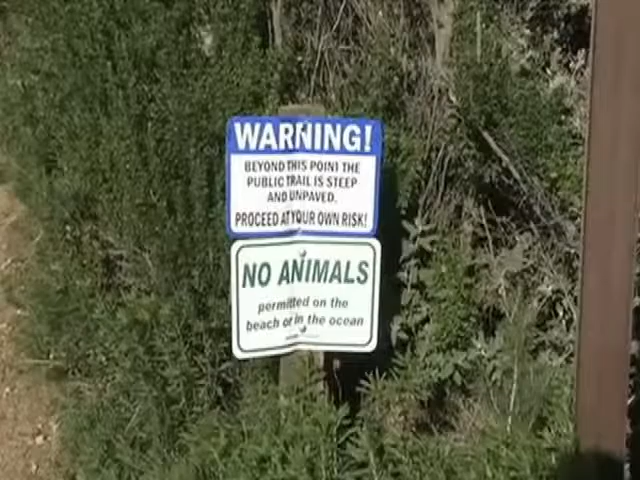 WARNING!
BEYOND THIS POINT THE
PUBLIC TRAIL IS STEEP
AND UNPAVED.
PROCEED AT YOUR OWN RISK!
NO ANIMALS
permitted on the
beach or in the ocean